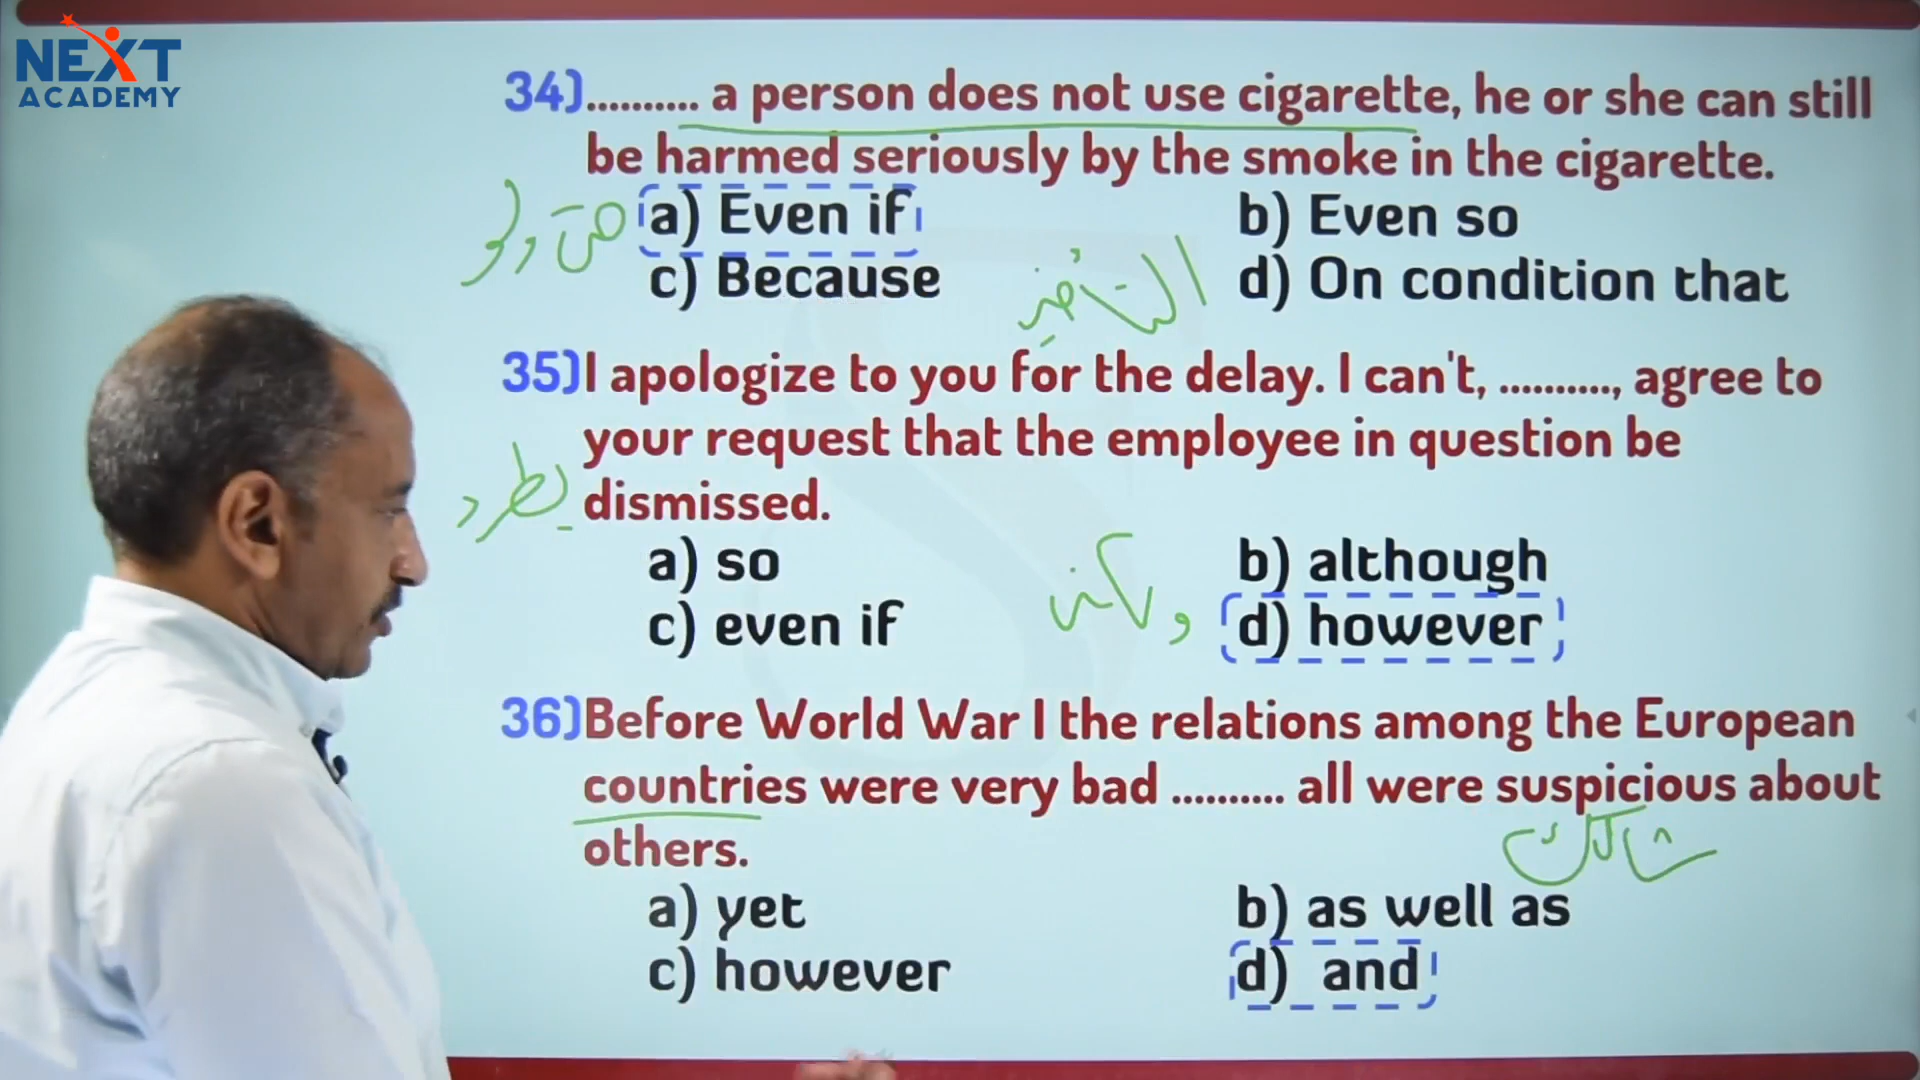 NEXT
ACADEMY
34).......... a person does not use cigarette, he or she can still
be harmed seriously by the smoke in the cigarette.
حتى ولو
a) Even if
b) Even so
c) Because
d) On condition that
التأخير
35)I apologize to you for the delay. I can't, .........., agree to
your request that the employee in question be
يطرد
dismissed.
a) so
b) although
c) even if
ولكن
d) however
36)Before World War I the relations among the European
countries were very bad .......... all were suspicious about
others.
a) yet
b) as well as
c) however
d) and